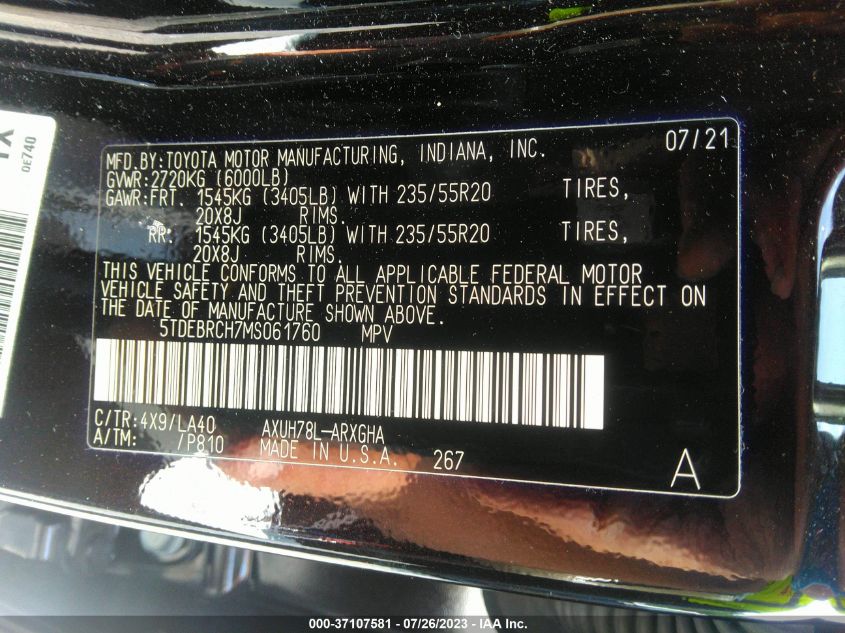 0E740
07/21
MFD.BY:TOYOTA MOTOR MANUFACTURING, INDIANA, INC.
GVWR:2720KG (6000LB)
GAWR:FRT. 1545KG (3405LB) WITH 235/55R20 TIRES,
20X8J RIMS.
RR. 1545KG (3405LB) WITH 235/55R20 TIRES,
20X8J RIMS.
THIS VEHICLE CONFORMS TO ALL APPLICABLE FEDERAL MOTOR
VEHICLE SAFETY AND THEFT PREVENTION STANDARDS IN EFFECT ON
THE DATE OF MANUFACTURE SHOWN ABOVE.
5TDEBRCH7MS061760 MPV
C/TR:4X9/LA40 AXUH78L-ARXGHA
A/TM: /P810 MADE IN U.S.A. 267
A
000-37107581 - 07/26/2023 - IAA Inc.